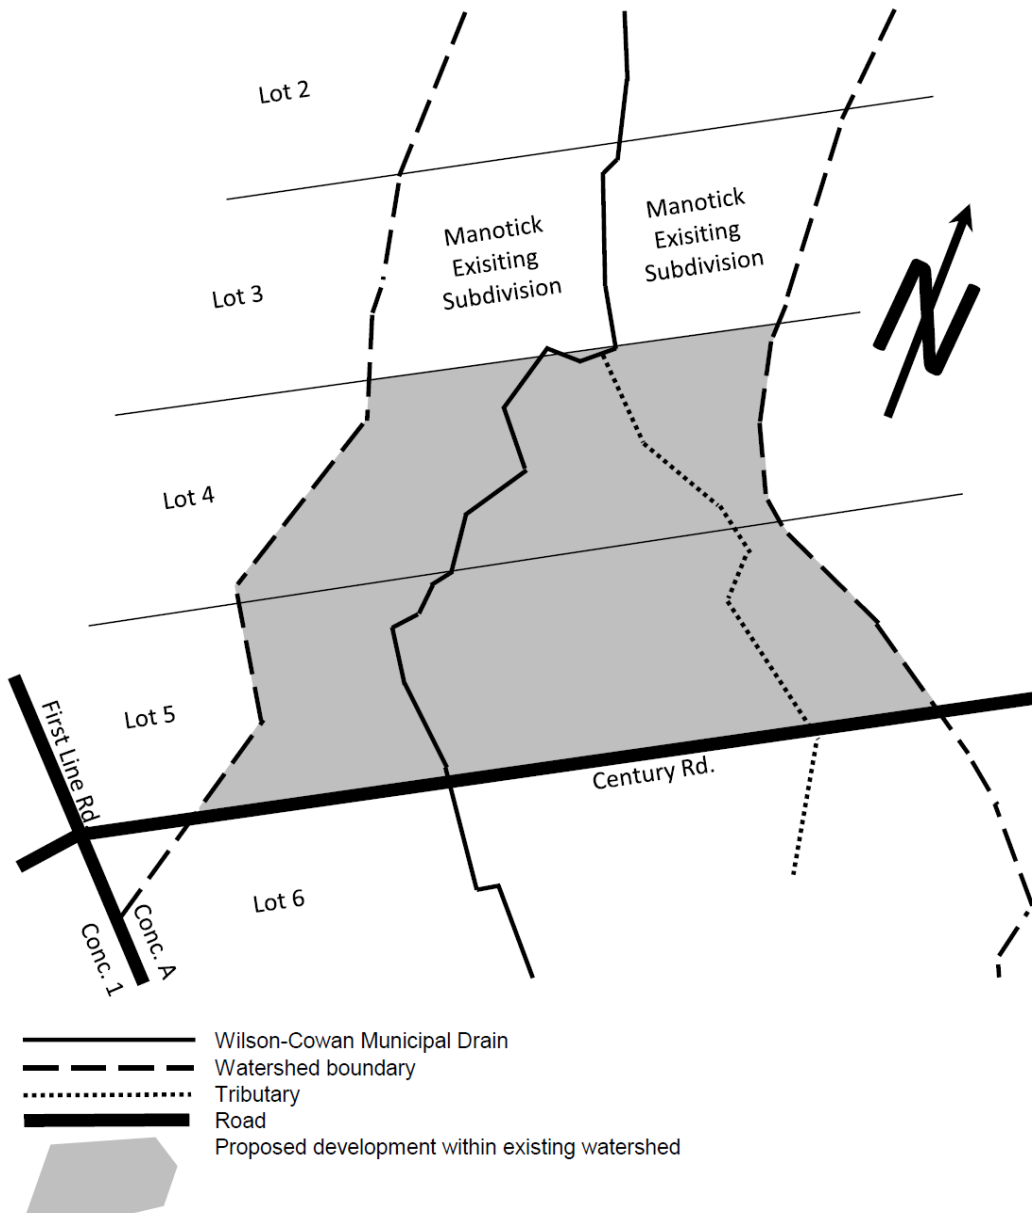 Lot 2
Manotick
Exisiting
Subdivision
Manotick
Exisiting
Subdivision
Lot 3
N
Lot 4
Lot 5
First Line Rd.
Century Rd.
Lot 6
Conc. A
Conc. 1
Wilson-Cowan Municipal Drain
Watershed boundary
Tributary
Road
Proposed development within existing watershed